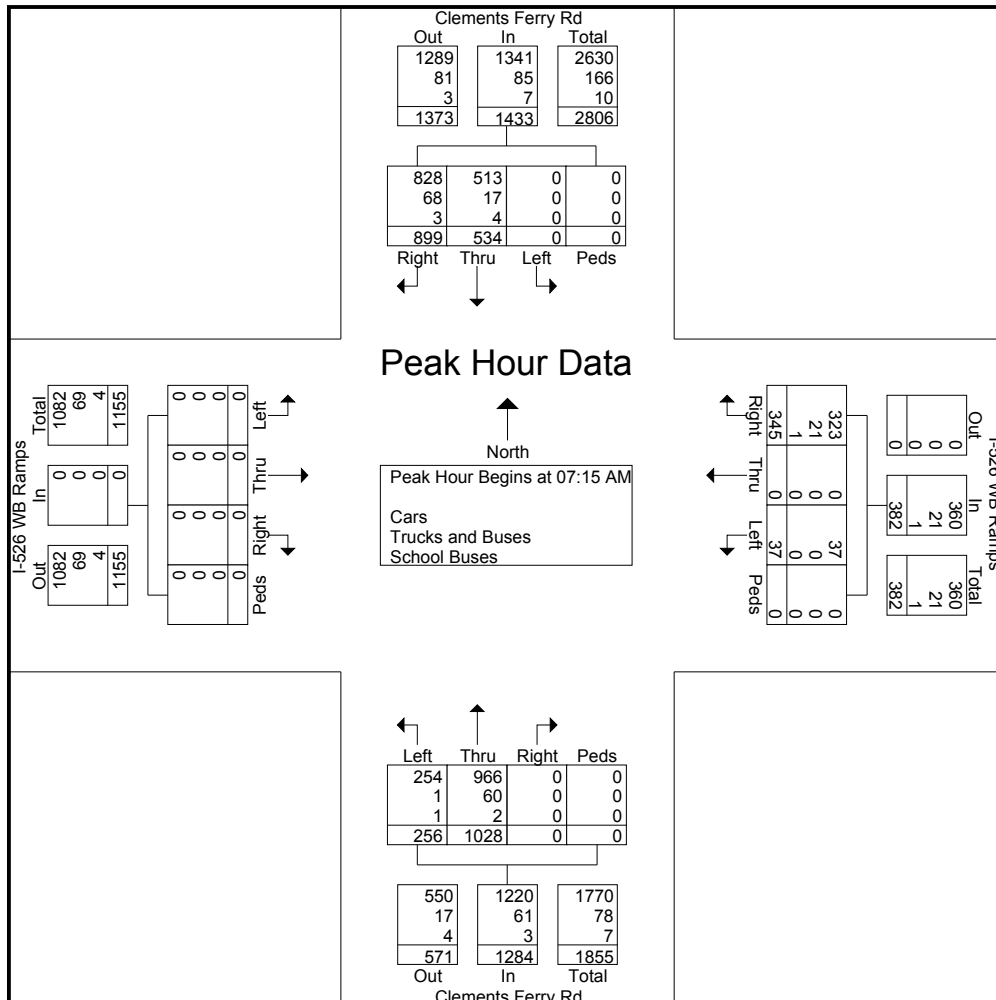 Clements Ferry Rd
Out In Total
1289 1341 2630
81 85 166
3 7 10
1373 1433 2806
828 513 0 0
68 17 0 0
3 4 0 0
899 534 0 0
Right Thru Left Peds
Peak Hour Data
North
Peak Hour Begins at 07:15 AM
Cars
Trucks and Buses
School Buses
I-526 WB Ramps
Total In Out
1082 0 1082
69 0 69
4 0 4
1155 0 1155
Left Thru Right Peds
0 0 0 0
0 0 0 0
0 0 0 0
0 0 0 0
Right Thru Left Peds
323 0 37 0
21 0 0 0
1 0 0 0
345 0 37 0
I-526 WB Ramps
Out In Total
0 360 360
0 21 21
0 1 1
0 382 382
Left Thru Right Peds
254 966 0 0
1 60 0 0
1 2 0 0
256 1028 0 0
550 1220 1770
17 61 78
4 3 7
571 1284 1855
Out In Total
Clements Ferry Rd